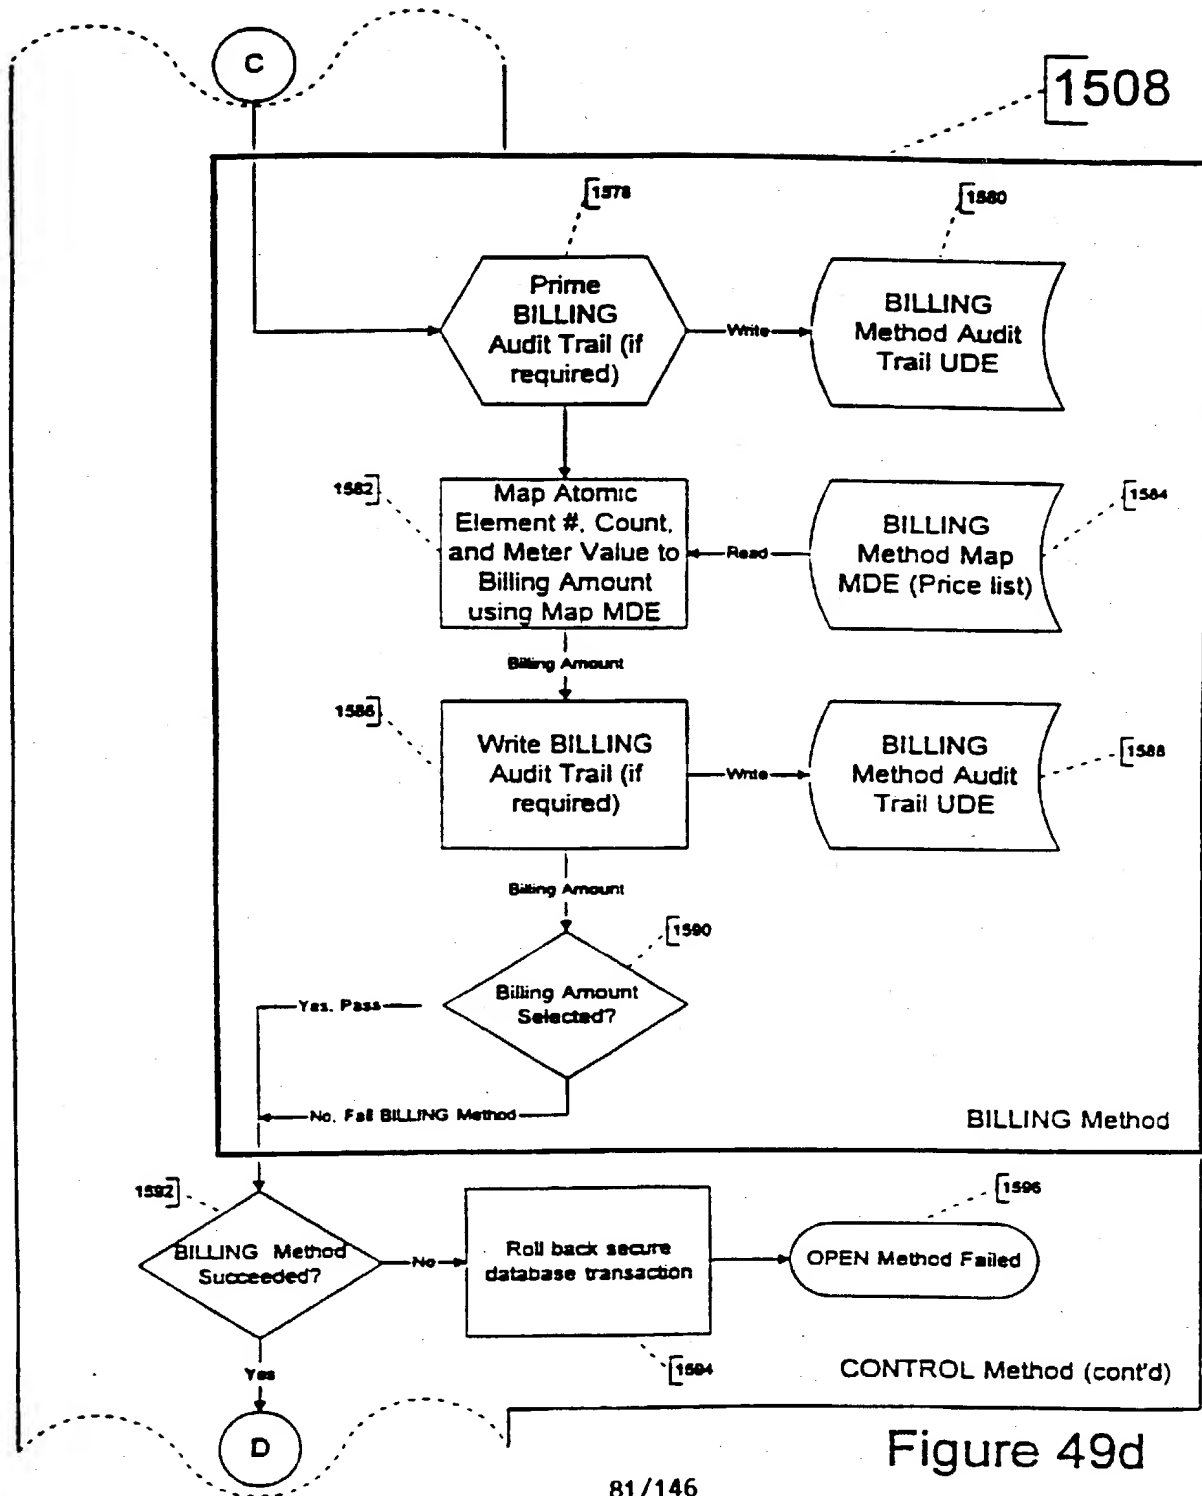 C
1508
1578
1580
Prime
BILLING
Audit Trail (if
required)
Write
BILLING
Method Audit
Trail UDE
1582
Map Atomic
Element #, Count,
and Meter Value to
Billing Amount
using Map MDE
Read
BILLING
Method Map
MDE (Price list)
1584
Billing Amount
1586
Write BILLING
Audit Trail (if
required)
Write
BILLING
Method Audit
Trail UDE
1588
Billing Amount
1590
Billing Amount
Selected?
Yes, Pass
No, Fail BILLING Method
BILLING Method
1592
BILLING Method
Succeeded?
No
Roll back secure
database transaction
1594
OPEN Method Failed
1596
Yes
CONTROL Method (cont'd)
D
Figure 49d
81/146